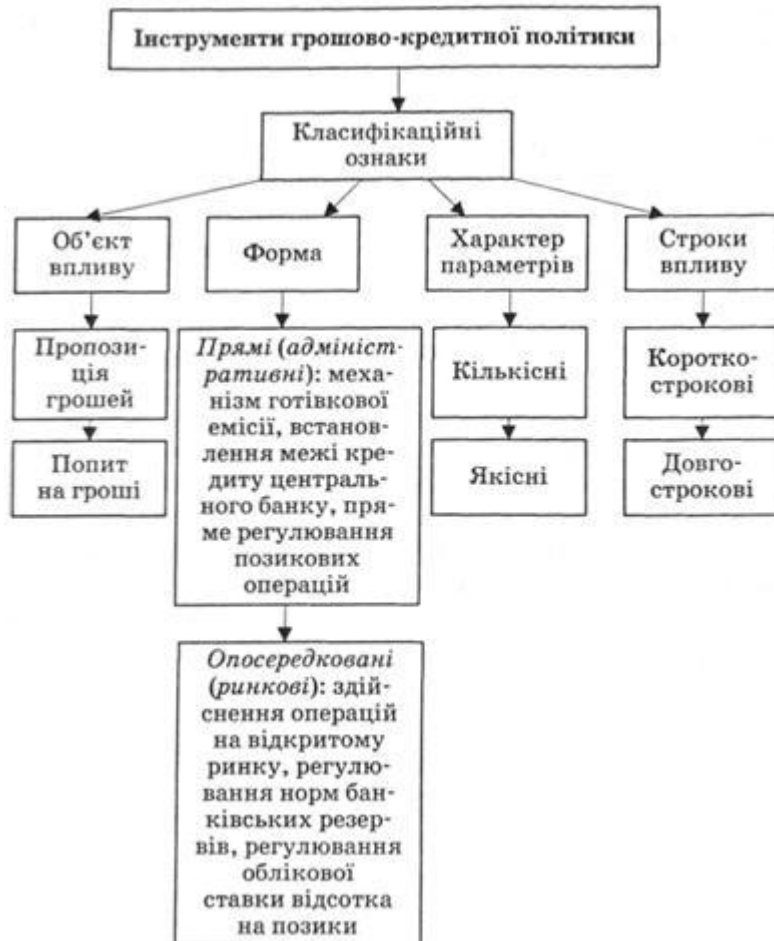 Інструменти грошово-кредитної політики
Класифікаційні
ознаки
Об’єкт
впливу
Форма
Характер
параметрів
Строки
впливу
Пропози-
ція
грошей
Попит
на гроші
Прямі (адмініст-
ративні): меха-
нізм готівкової
емісії, встанов-
лення межі кре-
диту централь-
ного банку, пря-
ме регулювання
позикових
операцій
Опосередковані
(ринкові): здій-
снення операцій
на відкритому
ринку, регулю-
вання норм бан-
ківських резер-
вів, регулювання
облікової
ставки відсотка
на позики
Кількісні
Якісні
Коротко-
строкові
Довго-
строкові